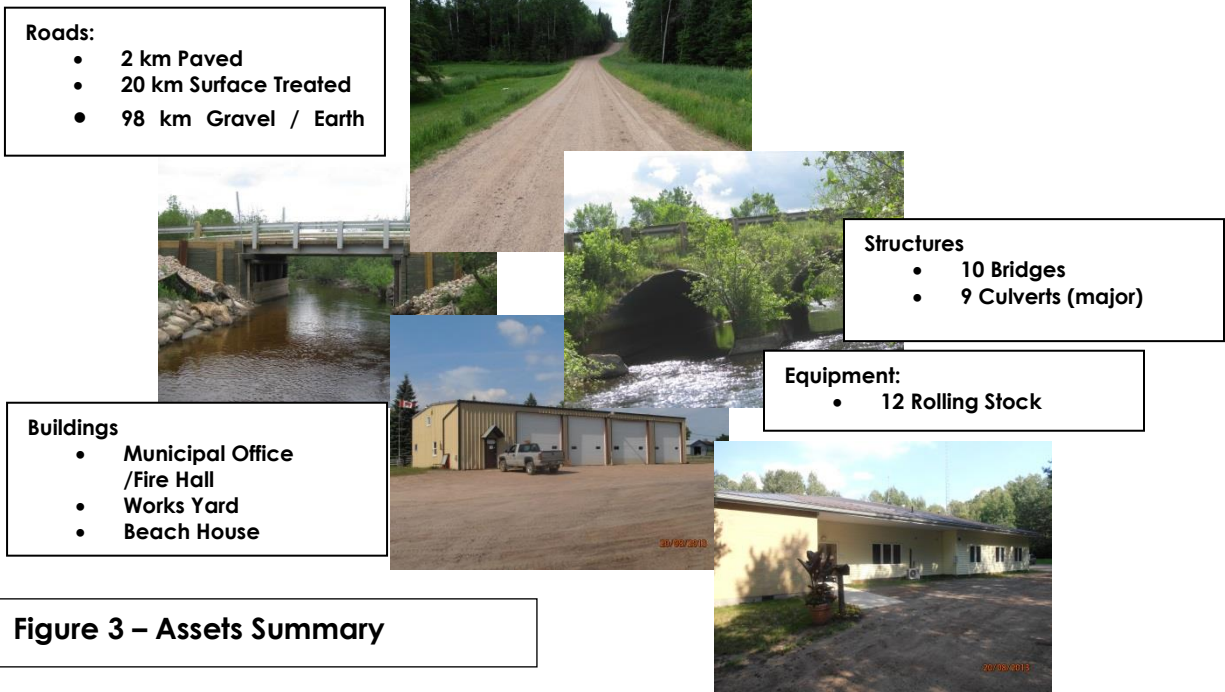 Roads:
• 2 km Paved
• 20 km Surface Treated
• 98 km Gravel / Earth
Structures
• 10 Bridges
• 9 Culverts (major)
Equipment:
• 12 Rolling Stock
Buildings
• Municipal Office
/Fire Hall
• Works Yard
• Beach House
20/08/2013
20/08/2013
Figure 3 – Assets Summary